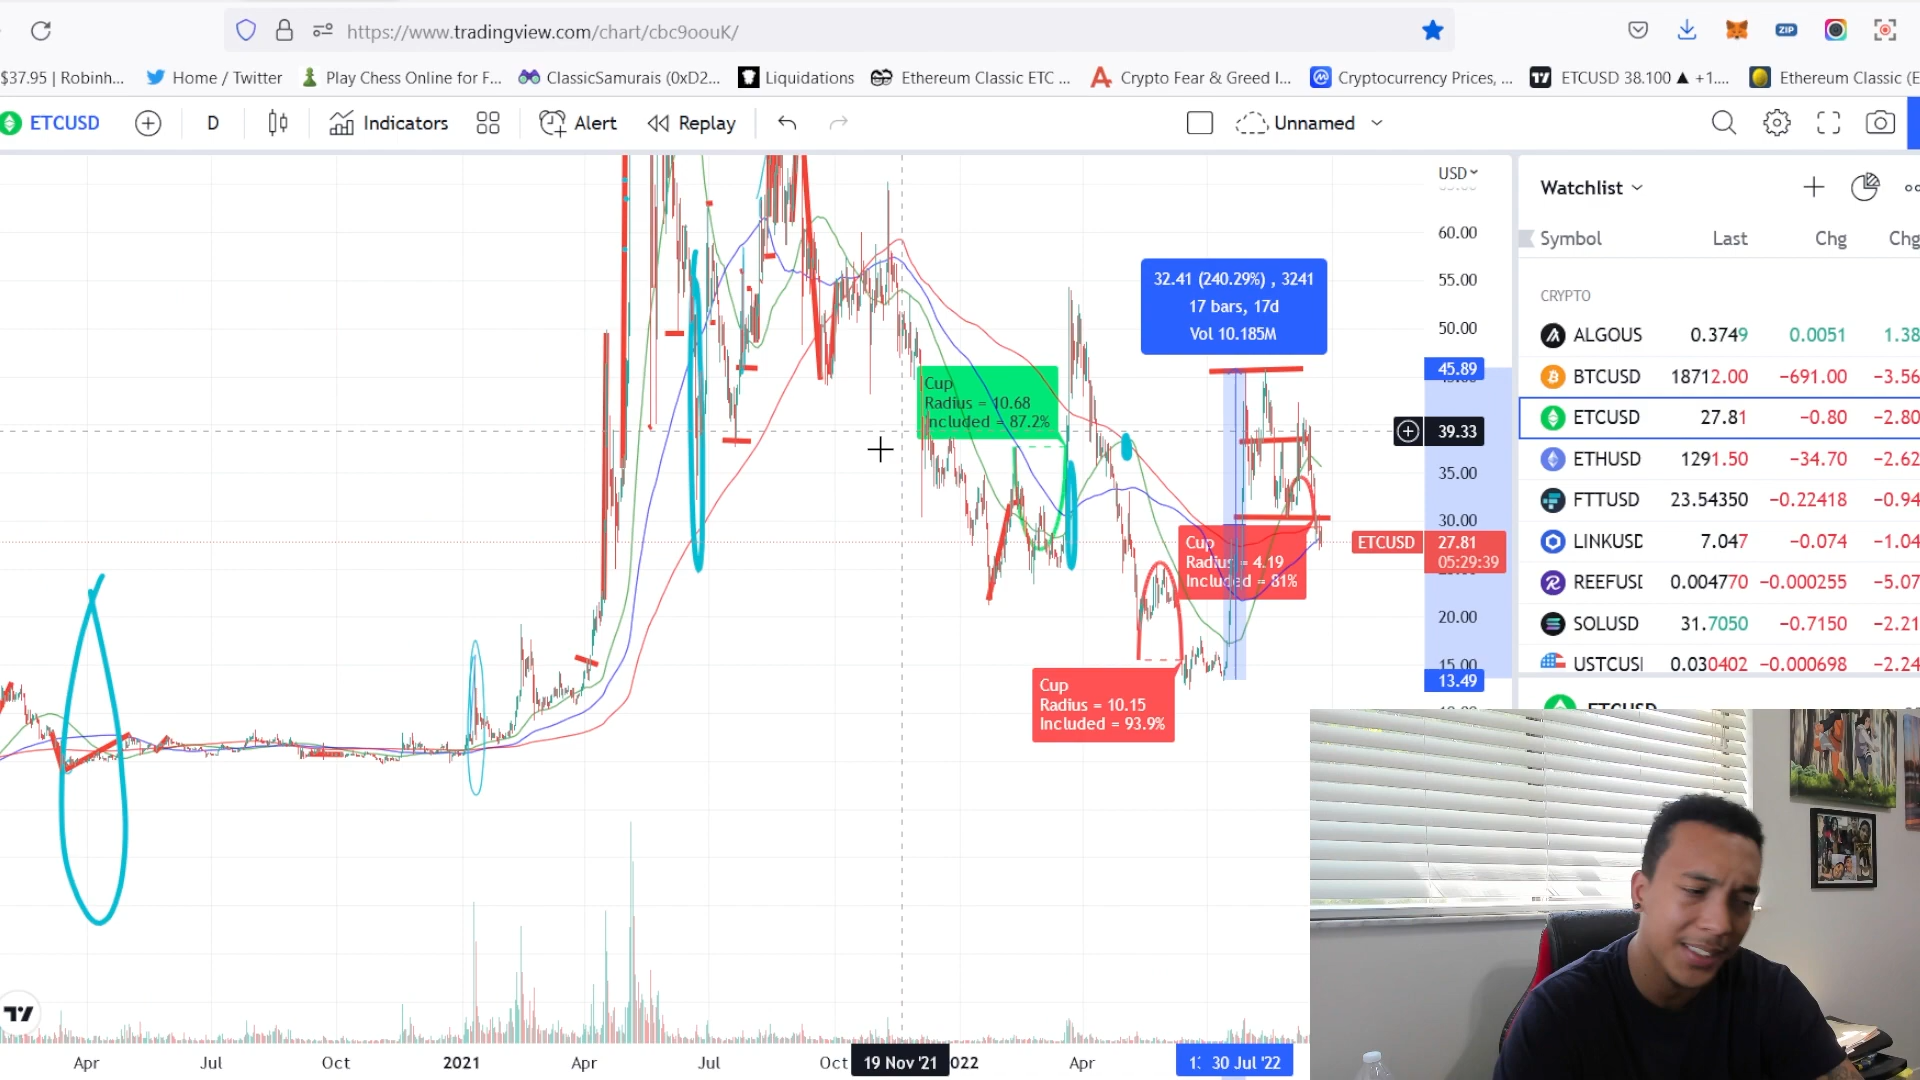 https://www.tradingview.com/chart/cbc9oouK/
$37.95 | Robinh... Home / Twitter Play Chess Online for F... ClassicSamurais (0xD2... Liquidations Ethereum Classic ETC ... Crypto Fear & Greed I... Cryptocurrency Prices, ... ETCUSD 38.100 ▲ +1.... Ethereum Classic (E
ZIP
ETCUSD D Indicators Alert Replay Unnamed
USD
60.00
55.00
50.00
45.89
39.33
35.00
30.00
ETCUSD 27.81
05:29:39
20.00
15.00
13.49
32.41 (240.29%) , 3241
17 bars, 17d
Vol 10.185M
Cup
Radius = 10.68
Included = 87.2%
Cup
Radius = 4.19
Included = 81%
Cup
Radius = 10.15
Included = 93.9%
Apr Jul Oct 2021 Apr Jul Oct 19 Nov '21 022 Apr 30 Jul '22
Watchlist
Symbol Last Chg Chg
CRYPTO
ALGOUS 0.3749 0.0051 1.38
BTCUSD 18712.00 −691.00 −3.56
ETCUSD 27.81 −0.80 −2.80
ETHUSD 1291.50 −34.70 −2.62
FTTUSD 23.54350 −0.22418 −0.94
LINKUSD 7.047 −0.074 −1.04
REEFUSI 0.004770 −0.000255 −5.07
SOLUSD 31.7050 −0.7150 −2.21
USTCUSI 0.030402 −0.000698 −2.24
ETCUSD